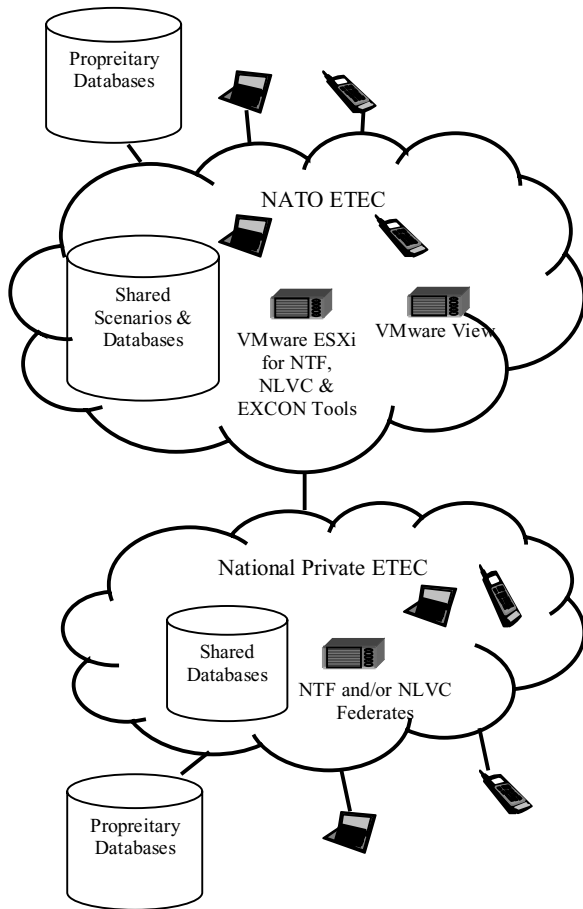 Propreitary
Databases
NATO ETEC
Shared
Scenarios &
Databases
VMware ESXi
for NTF,
NLVC &
EXCON Tools
VMware View
National Private ETEC
Shared
Databases
NTF and/or NLVC
Federates
Propreitary
Databases